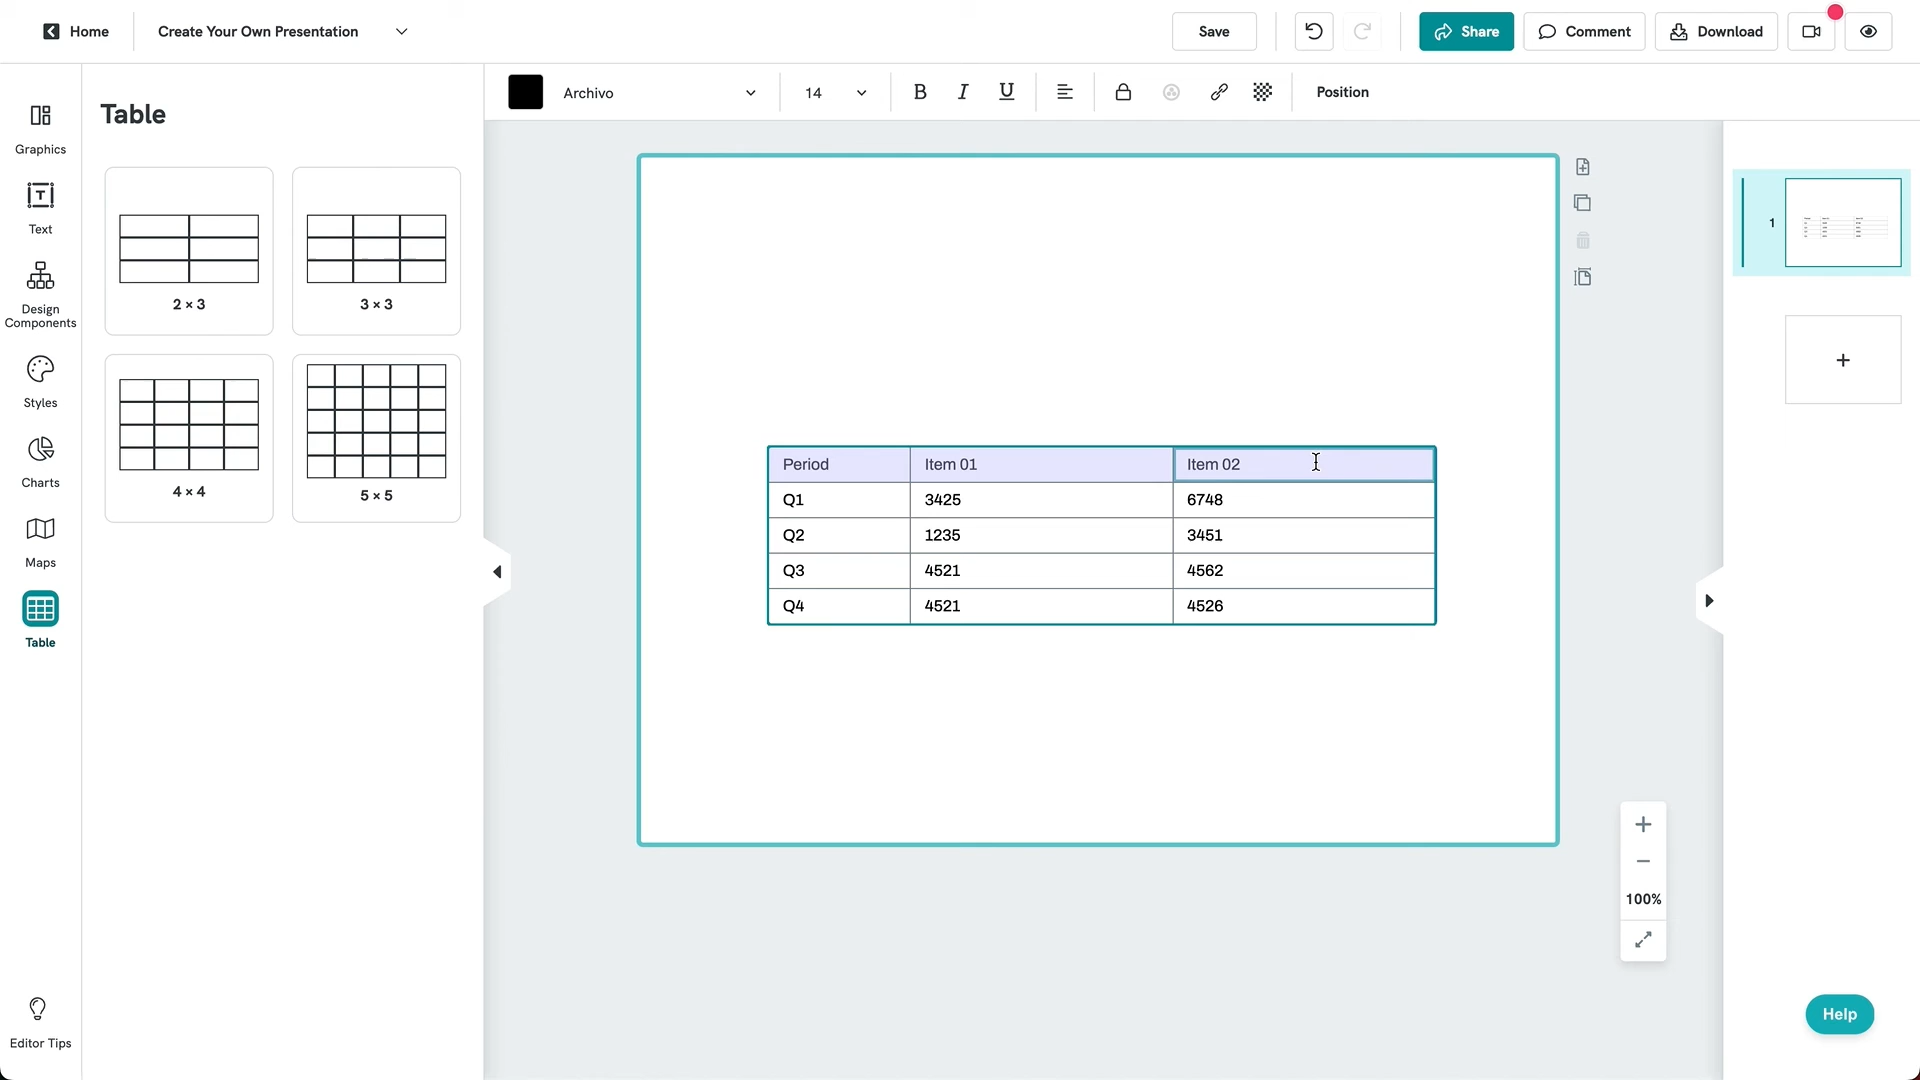 Home
Create Your Own Presentation
Save
Share
Comment
Download
Archivo
14
B
I
U
Position
Graphics
Text
Design
Components
Styles
Charts
Maps
Table
Editor Tips
Table
2 × 3
3 × 3
4 × 4
5 × 5
Period Item 01 Item 02
Q1 3425 6748
Q2 1235 3451
Q3 4521 4562
Q4 4521 4526
1
+
100%
Help